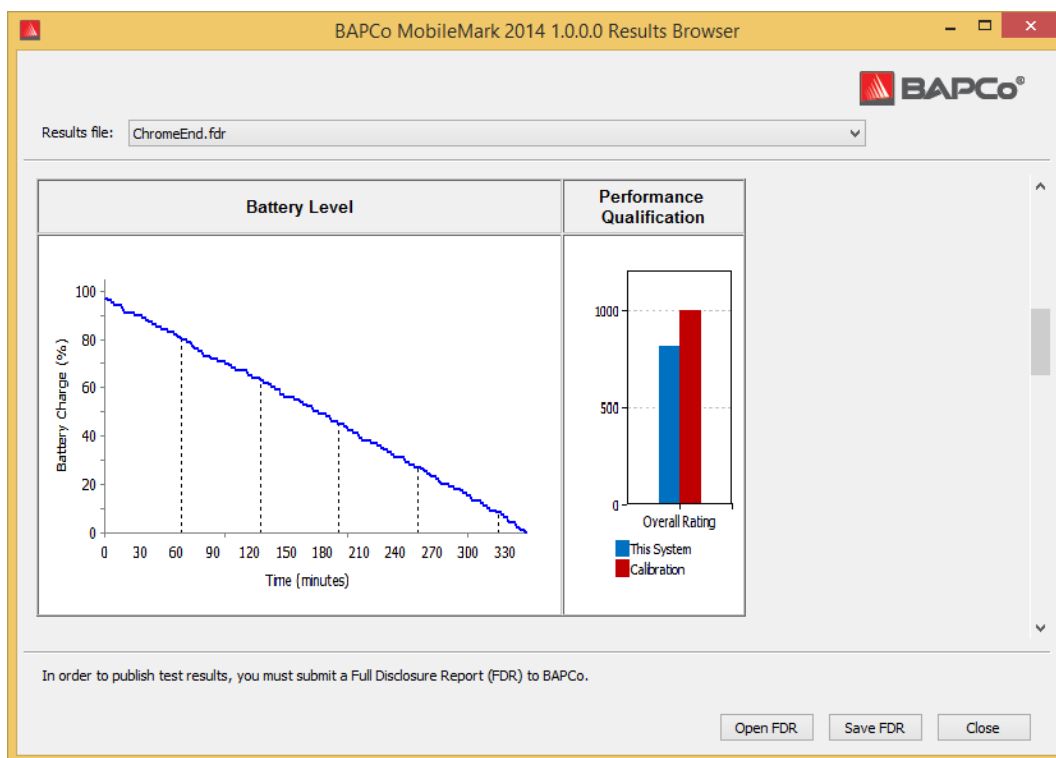 BAPCo MobileMark 2014 1.0.0.0 Results Browser
BAPCo®
Results file: ChromeEnd.fdr
Battery Level
Performance
Qualification
100
80
60
40
20
0
Battery Charge (%)
0 30 60 90 120 150 180 210 240 270 300 330
Time (minutes)
1000
500
0
Overall Rating
This System
Calibration
In order to publish test results, you must submit a Full Disclosure Report (FDR) to BAPCo.
Open FDR Save FDR Close